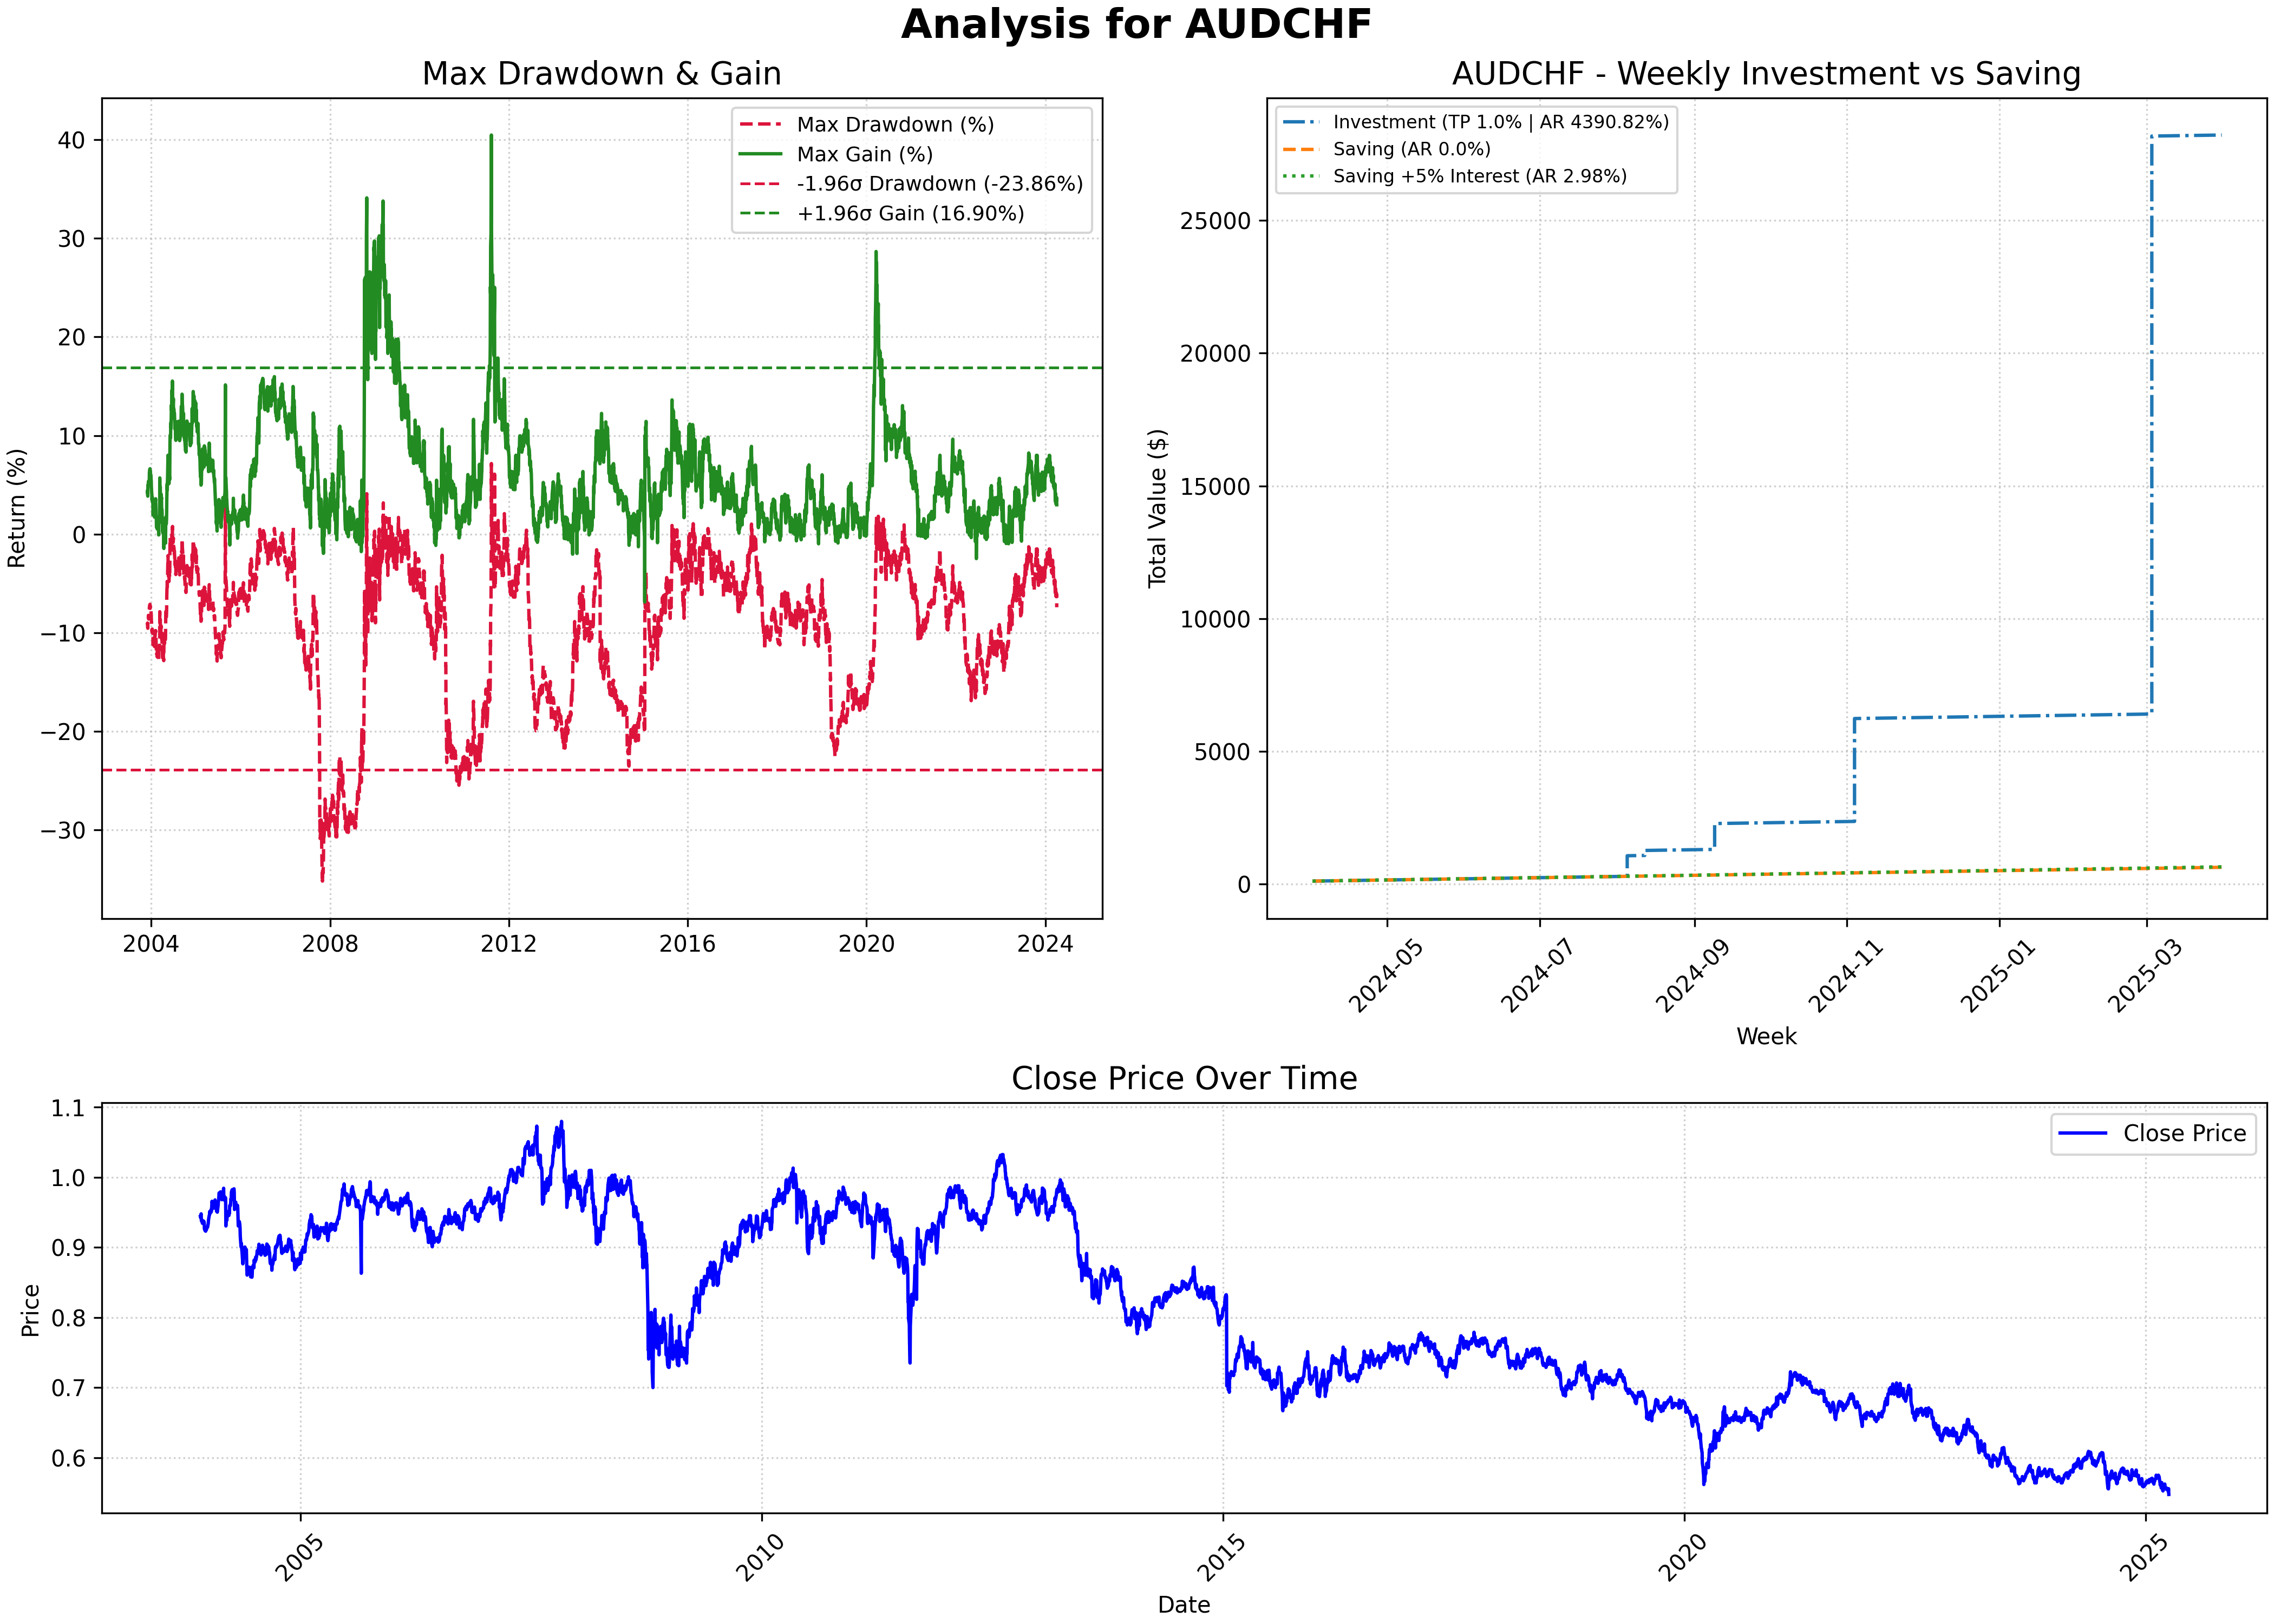 Analysis for AUDCHF
Max Drawdown & Gain
Return (%)
40
30
20
10
0
−10
−20
−30
2004
2008
2012
2016
2020
2024
Max Drawdown (%)
Max Gain (%)
-1.96σ Drawdown (-23.86%)
+1.96σ Gain (16.90%)
AUDCHF - Weekly Investment vs Saving
Total Value ($)
25000
20000
15000
10000
5000
0
2024-05
2024-07
2024-09
2024-11
2025-01
2025-03
Week
Investment (TP 1.0% | AR 4390.82%)
Saving (AR 0.0%)
Saving +5% Interest (AR 2.98%)
Close Price Over Time
Price
1.1
1.0
0.9
0.8
0.7
0.6
2005
2010
2015
2020
2025
Date
Close Price